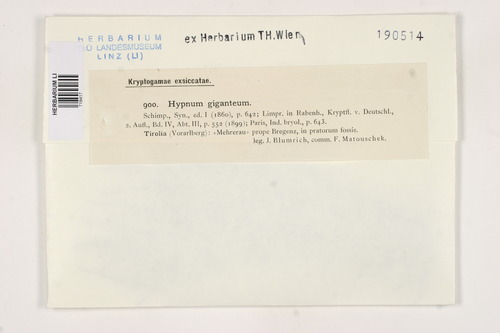 HERBARIUM
LANDESMUSEUM
LINZ (LI)
ex Herbarium TH.Wien
190514
HERBARIUM LI
Kryptogamae exsiccatae.
900. Hypnum giganteum.
Schimp., Syn., ed. I (1860), p. 642; Limpr. in Rabenh., Kryptfl. v. Deutschl.,
2. Aufl., Bd. IV, Abt. III, p. 552 (1899); Paris, Ind. bryol., p. 643.
Tirolia (Vorarlberg): »Mehrerau« prope Bregenz, in pratorum fossis.
leg. J. Blumrich, comm. F. Matouschek.